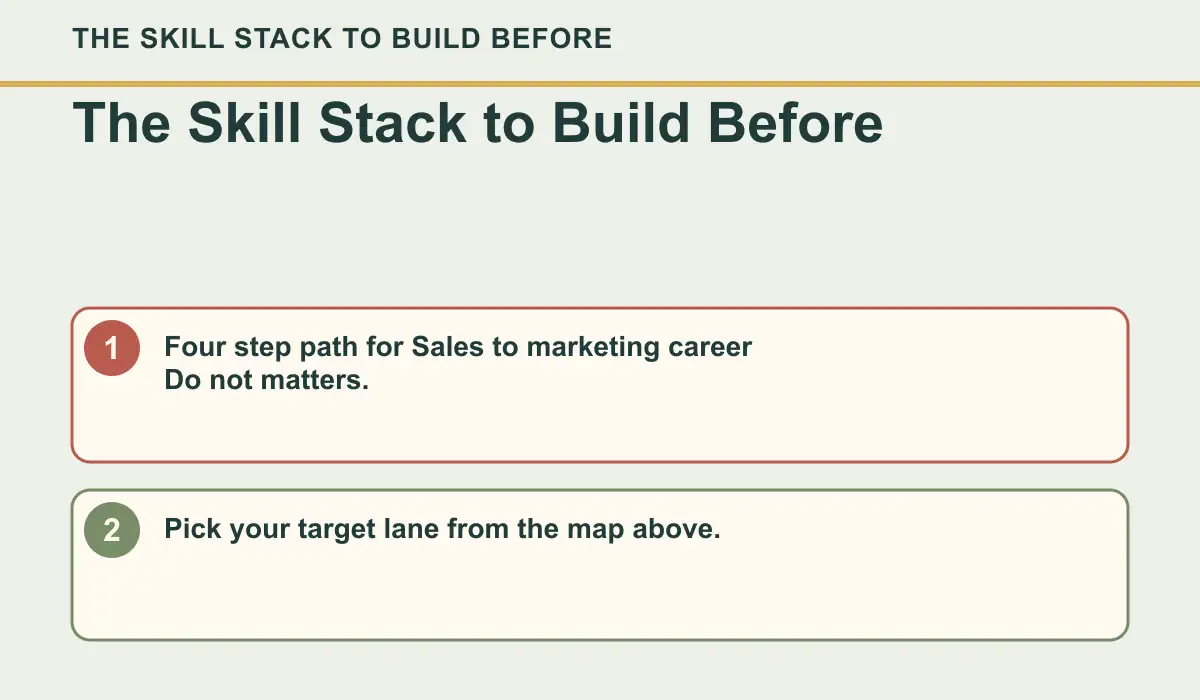 THE SKILL STACK TO BUILD BEFORE
The Skill Stack to Build Before
1
Four step path for Sales to marketing career
Do not matters.
2
Pick your target lane from the map above.